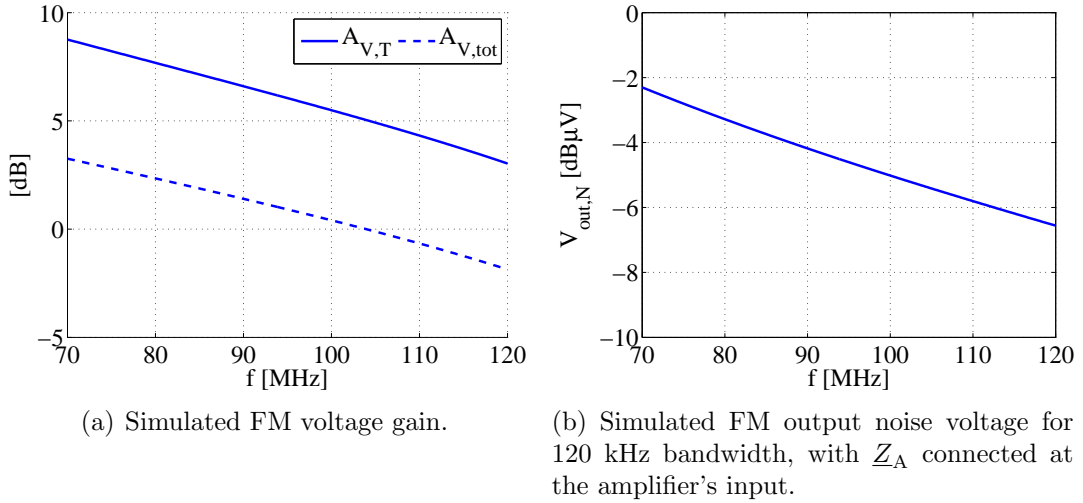 10
5
0
−5
[dB]
A_V,T A_V,tot
70 80 90 100 110 120
f [MHz]
(a) Simulated FM voltage gain.
0
−2
−4
−6
−8
−10
V_out,N [dBµV]
70 80 90 100 110 120
f [MHz]
(b) Simulated FM output noise voltage for
120 kHz bandwidth, with Z_A connected at
the amplifier's input.